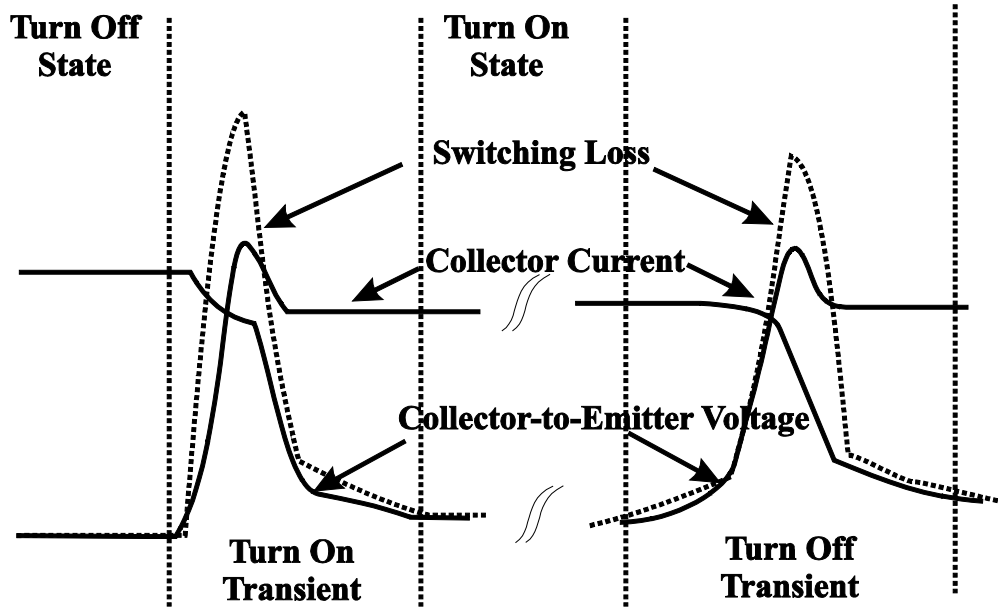 Turn Off
State
Turn On
State
Switching Loss
Collector Current
Collector-to-Emitter Voltage
Turn On
Transient
Turn Off
Transient